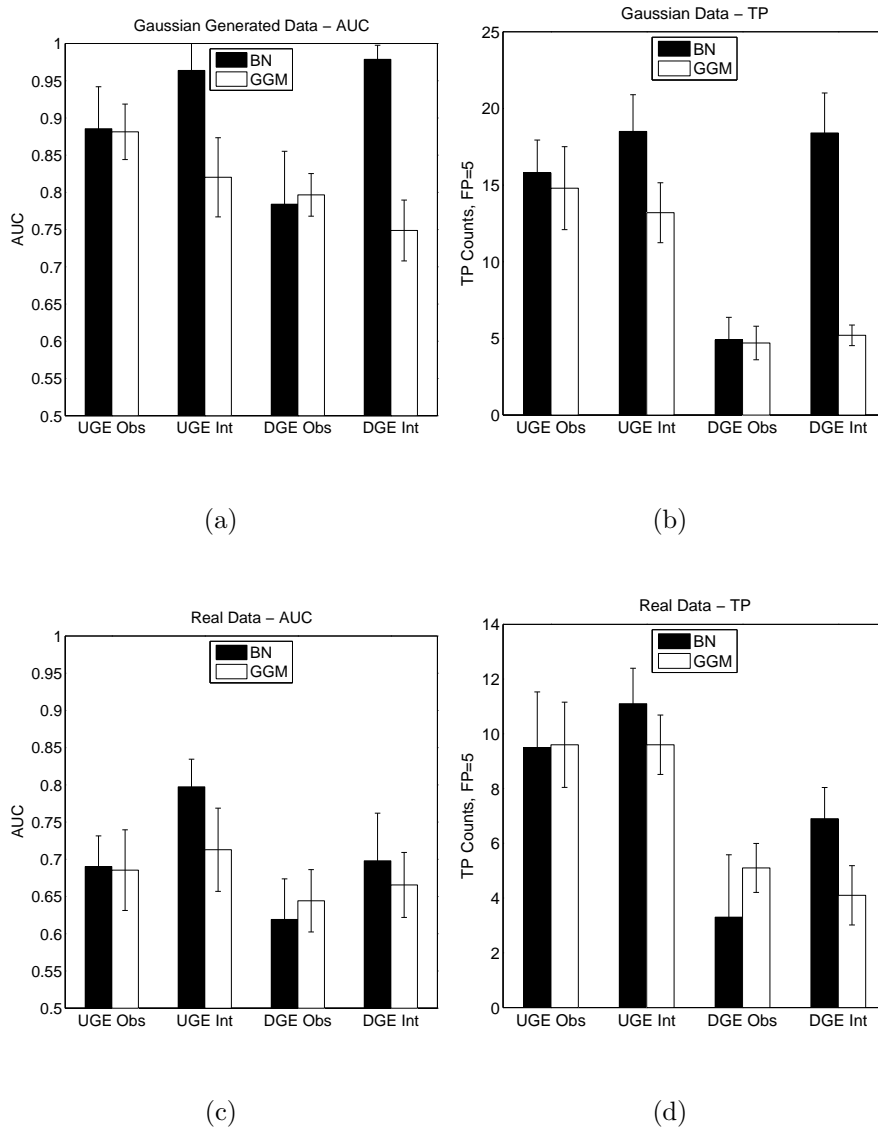 Gaussian Generated Data – AUC
BN
GGM
1
0.95
0.9
0.85
0.8
0.75
0.7
0.65
0.6
0.55
0.5
AUC
UGE Obs UGE Int DGE Obs DGE Int
(a)
Gaussian Data – TP
BN
GGM
25
20
15
10
5
0
TP Counts, FP=5
UGE Obs UGE Int DGE Obs DGE Int
(b)
Real Data – AUC
BN
GGM
1
0.95
0.9
0.85
0.8
0.75
0.7
0.65
0.6
0.55
0.5
AUC
UGE Obs UGE Int DGE Obs DGE Int
(c)
Real Data – TP
BN
GGM
14
12
10
8
6
4
2
0
TP Counts, FP=5
UGE Obs UGE Int DGE Obs DGE Int
(d)